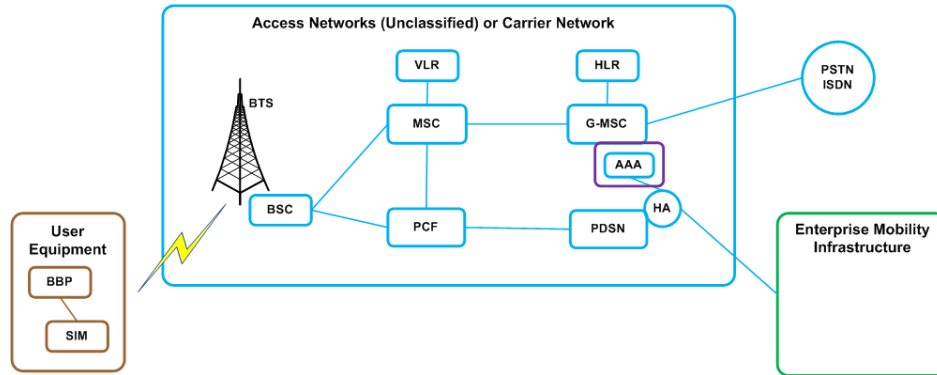 Access Networks (Unclassified) or Carrier Network
VLR
HLR
PSTN
ISDN
BTS
MSC
G-MSC
AAA
BSC
HA
PCF
PDSN
User
Equipment
BBP
SIM
Enterprise Mobility
Infrastructure